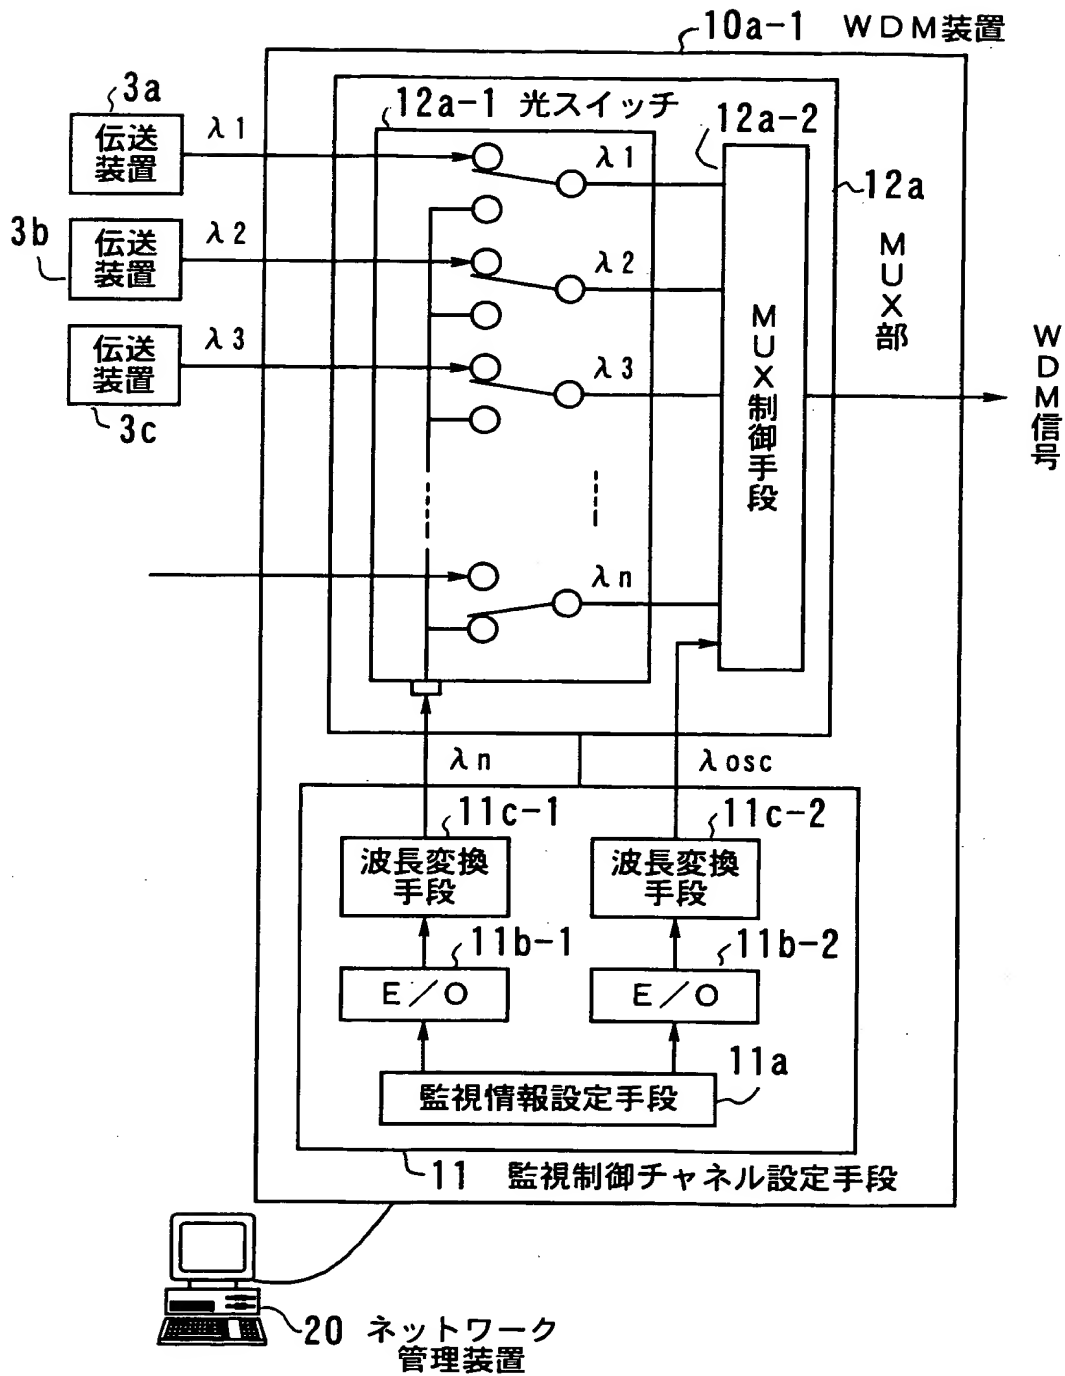 10a-1 WDM装置
3a
伝送
装置
λ1
12a-1 光スイッチ
λ1
12a-2
12a
MUX部
3b
伝送
装置
λ2
λ2
伝送
装置
3c
λ3
λ3
MUX制御手段
WDM信号
λn
λn
λosc
11c-1
波長変換
手段
11c-2
波長変換
手段
11b-1
E/O
11b-2
E/O
11a
監視情報設定手段
11 監視制御チャネル設定手段
20 ネットワーク
管理装置